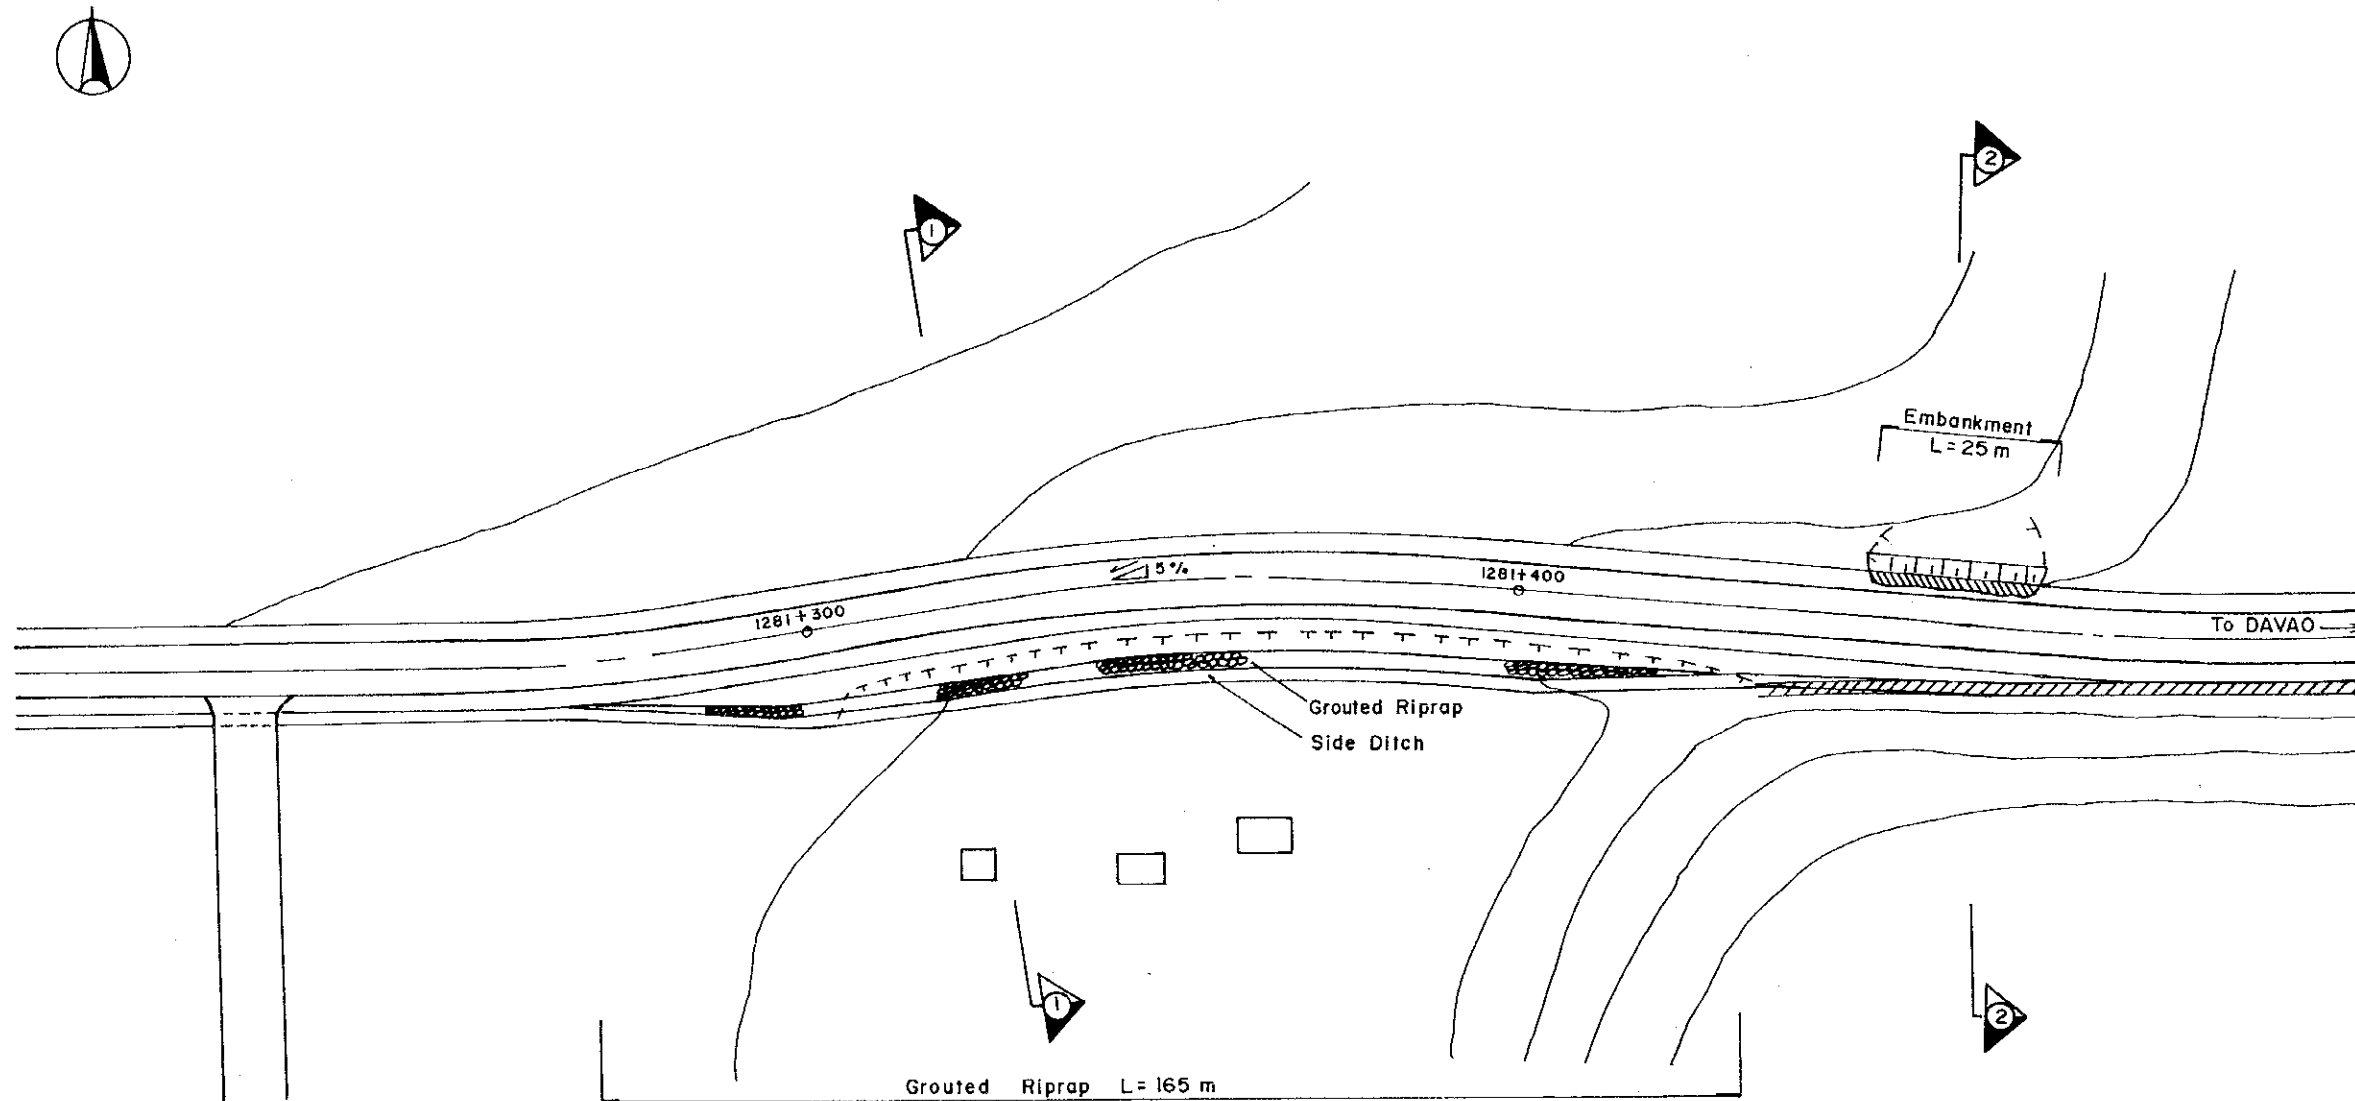 2
1
Embankment
L = 25 m
5 %
1281+400
1281+300
To DAVAO
Grouted Riprap
Side Ditch
1
2
Grouted Riprap L = 165 m